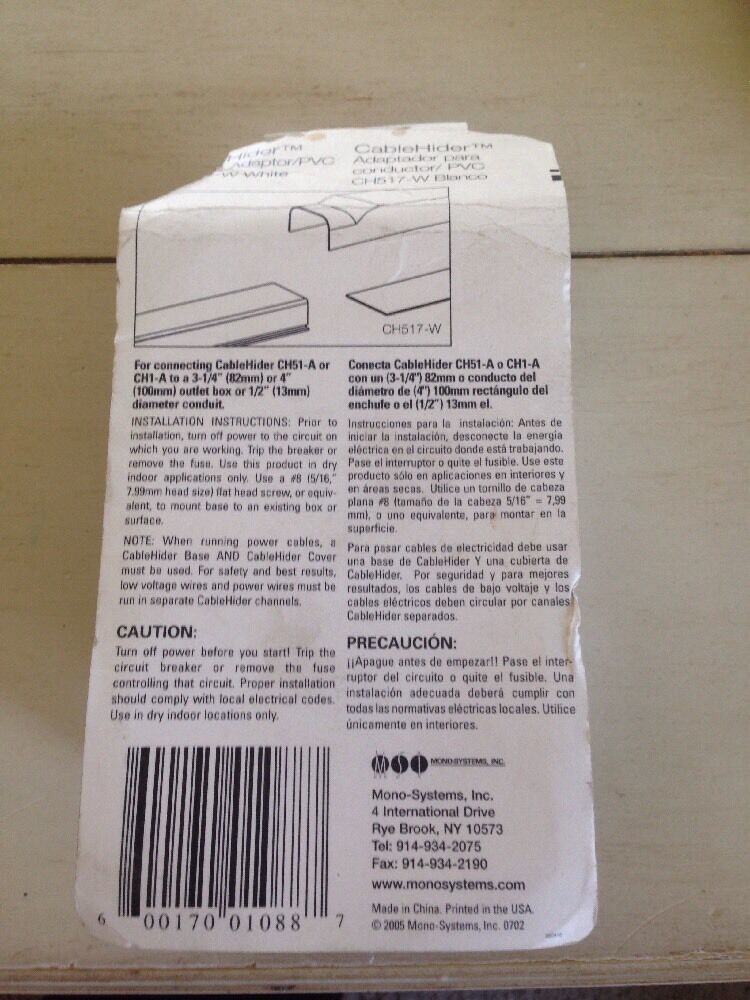 Hider™
Adaptor/PVC
-W White
CableHider™
Adaptador para
conductor/ PVC
CH517-W Blanco
CH517-W
For connecting CableHider CH51-A or
CH1-A to a 3-1/4" (82mm) or 4"
(100mm) outlet box or 1/2" (13mm)
diameter conduit.
INSTALLATION INSTRUCTIONS: Prior to
installation, turn off power to the circuit on
which you are working. Trip the breaker or
remove the fuse. Use this product in dry
indoor applications only. Use a #8 (5/16,"
7.99mm head size) flat head screw, or equiv-
alent, to mount base to an existing box or
surface.
NOTE: When running power cables, a
CableHider Base AND CableHider Cover
must be used. For safety and best results,
low voltage wires and power wires must be
run in separate CableHider channels.
CAUTION:
Turn off power before you start! Trip the
circuit breaker or remove the fuse
controlling that circuit. Proper installation
should comply with local electrical codes.
Use in dry indoor locations only.
Conecta CableHider CH51-A o CH1-A
con un (3-1/4") 82mm o conducto del
diámetro de (4") 100mm rectángulo del
enchufe o el (1/2") 13mm el.
Instrucciones para la instalación: Antes de
iniciar la instalación, desconecte la energía
eléctrica en el circuito donde está trabajando.
Pase el interruptor o quite el fusible. Use este
producto sólo en aplicaciones en interiores y
en áreas secas. Utilice un tornillo de cabeza
plana #8 (tamaño de la cabeza 5/16" = 7,99
mm), o uno equivalente, para montar en la
superficie.
Para pasar cables de electricidad debe usar
una base de CableHider Y una cubierta de
CableHider. Por seguridad y para mejores
resultados, los cables de bajo voltaje y los
cables eléctricos deben circular por canales
CableHider separados.
PRECAUCIÓN:
¡¡Apague antes de empezar!! Pase el inter-
ruptor del circuito o quite el fusible. Una
instalación adecuada deberá cumplir con
todas las normativas eléctricas locales. Utilice
únicamente en interiores.
MSI MONO-SYSTEMS, INC.
Mono-Systems, Inc.
4 International Drive
Rye Brook, NY 10573
Tel: 914-934-2075
Fax: 914-934-2190
www.monosystems.com
Made in China. Printed in the USA.
© 2005 Mono-Systems, Inc. 0702
6 00170 01088 7